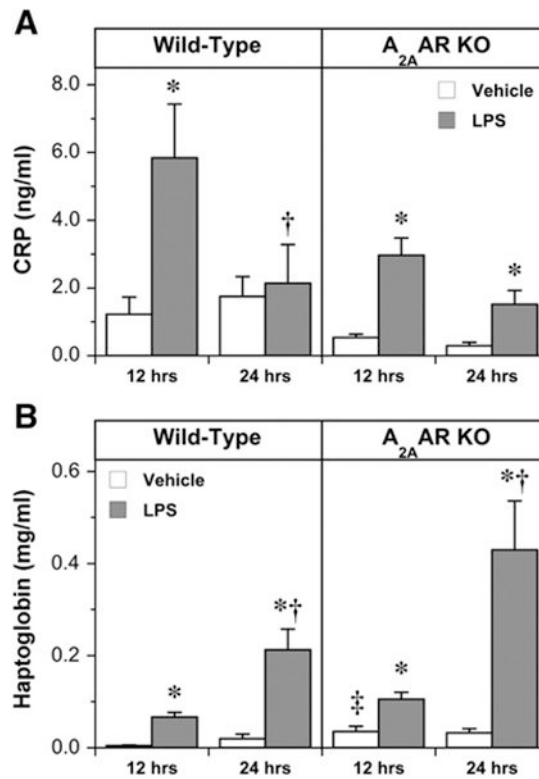 A
Wild-Type
A2AAR KO
CRP (ng/ml)
8.0
6.0
4.0
2.0
0.0
Vehicle
LPS
*
†
*
*
12 hrs
24 hrs
12 hrs
24 hrs
B
Wild-Type
A2AAR KO
Haptoglobin (mg/ml)
0.6
0.4
0.2
0.0
Vehicle
LPS
*
*†
‡
*
*†
12 hrs
24 hrs
12 hrs
24 hrs